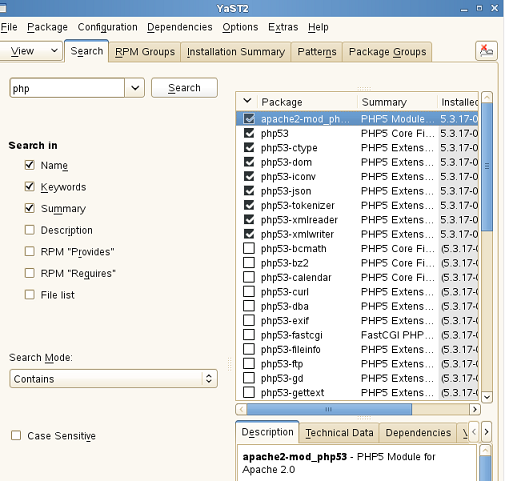 YaST2
File Package Configuration Dependencies Options Extras Help
View Search RPM Groups Installation Summary Patterns Package Groups
php Search
Search in
Name
Keywords
Summary
Description
RPM "Provides"
RPM "Requires"
File list
Search Mode:
Contains
Case Sensitive
Package Summary Installed
apache2-mod_ph... PHP5 Module... 5.3.17-0
php53 PHP5 Core Fi... 5.3.17-0
php53-ctype PHP5 Extens... 5.3.17-0
php53-dom PHP5 Extens... 5.3.17-0
php53-iconv PHP5 Extens... 5.3.17-0
php53-json PHP5 Extens... 5.3.17-0
php53-tokenizer PHP5 Extens... 5.3.17-0
php53-xmlreader PHP5 Extens... 5.3.17-0
php53-xmlwriter PHP5 Extens... 5.3.17-0
php53-bcmath PHP5 Core Fi... (5.3.17-0
php53-bz2 PHP5 Core Fi... (5.3.17-0
php53-calendar PHP5 Extens... (5.3.17-0
php53-curl PHP5 Extens... (5.3.17-0
php53-dba PHP5 Extens... (5.3.17-0
php53-exif PHP5 Extens... (5.3.17-0
php53-fastcgi FastCGI PHP... (5.3.17-0
php53-fileinfo PHP5 Extens... (5.3.17-0
php53-ftp PHP5 Extens... (5.3.17-0
php53-gd PHP5 Extens... (5.3.17-0
php53-gettext PHP5 Extens... (5.3.17-0
Description Technical Data Dependencies
apache2-mod_php53 - PHP5 Module for
Apache 2.0